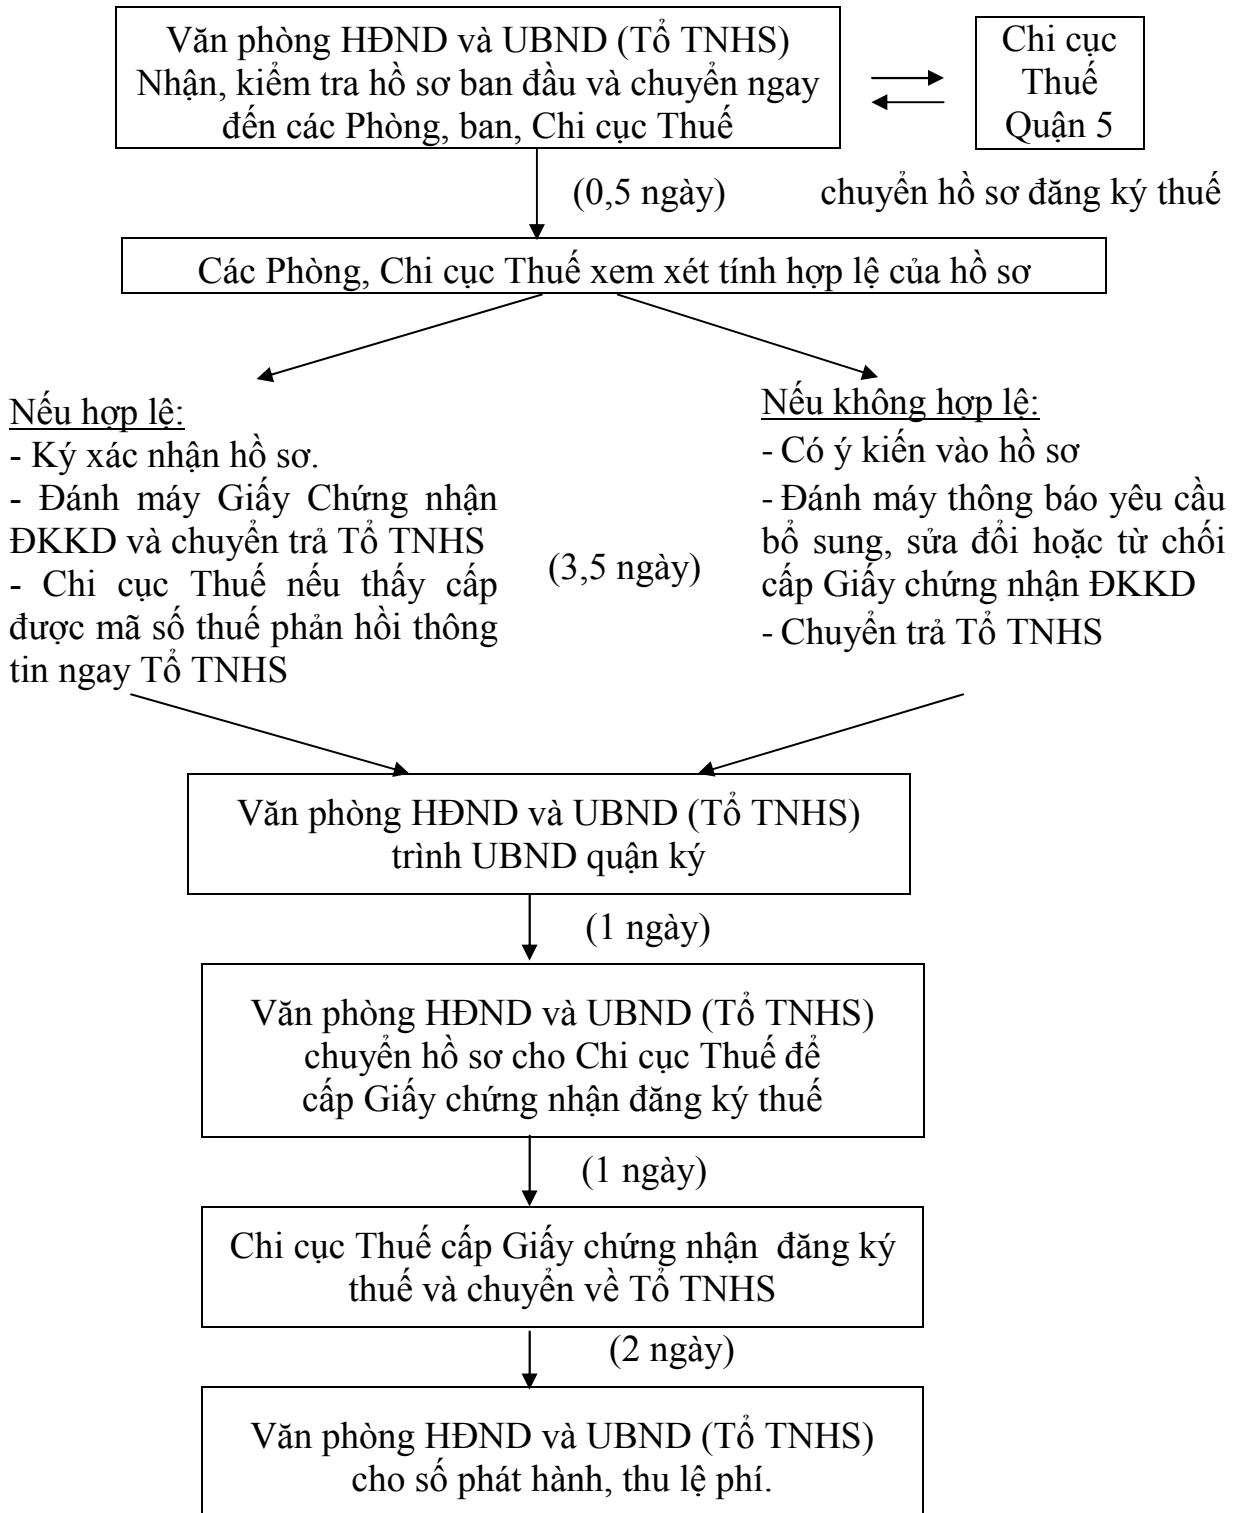 Văn phòng HĐND và UBND (Tổ TNHS)
Nhận, kiểm tra hồ sơ ban đầu và chuyển ngay
đến các Phòng, ban, Chi cục Thuế
Chi cục
Thuế
Quận 5
(0,5 ngày)
chuyển hồ sơ đăng ký thuế
Các Phòng, Chi cục Thuế xem xét tính hợp lệ của hồ sơ
Nếu hợp lệ:
- Ký xác nhận hồ sơ.
- Đánh máy Giấy Chứng nhận
ĐKKD và chuyển trả Tổ TNHS
- Chi cục Thuế nếu thấy cấp
được mã số thuế phản hồi thông
tin ngay Tổ TNHS
(3,5 ngày)
Nếu không hợp lệ:
- Có ý kiến vào hồ sơ
- Đánh máy thông báo yêu cầu
bổ sung, sửa đổi hoặc từ chối
cấp Giấy chứng nhận ĐKKD
- Chuyển trả Tổ TNHS
Văn phòng HĐND và UBND (Tổ TNHS)
trình UBND quận ký
(1 ngày)
Văn phòng HĐND và UBND (Tổ TNHS)
chuyển hồ sơ cho Chi cục Thuế để
cấp Giấy chứng nhận đăng ký thuế
(1 ngày)
Chi cục Thuế cấp Giấy chứng nhận đăng ký
thuế và chuyển về Tổ TNHS
(2 ngày)
Văn phòng HĐND và UBND (Tổ TNHS)
cho số phát hành, thu lệ phí.